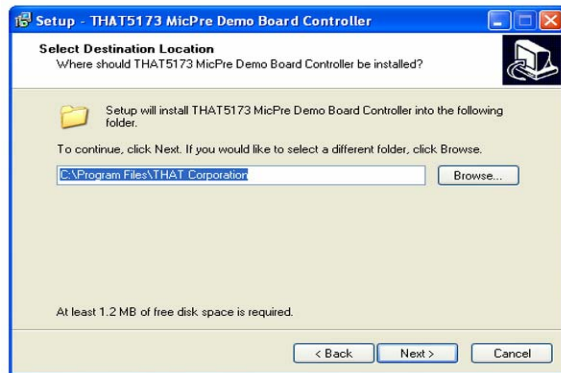 Setup - THAT5173 MicPre Demo Board Controller
Select Destination Location
Where should THAT5173 MicPre Demo Board Controller be installed?
Setup will install THAT5173 MicPre Demo Board Controller into the following
folder.
To continue, click Next. If you would like to select a different folder, click Browse.
C:\Program Files\THAT Corporation
Browse...
At least 1.2 MB of free disk space is required.
< Back
Next >
Cancel